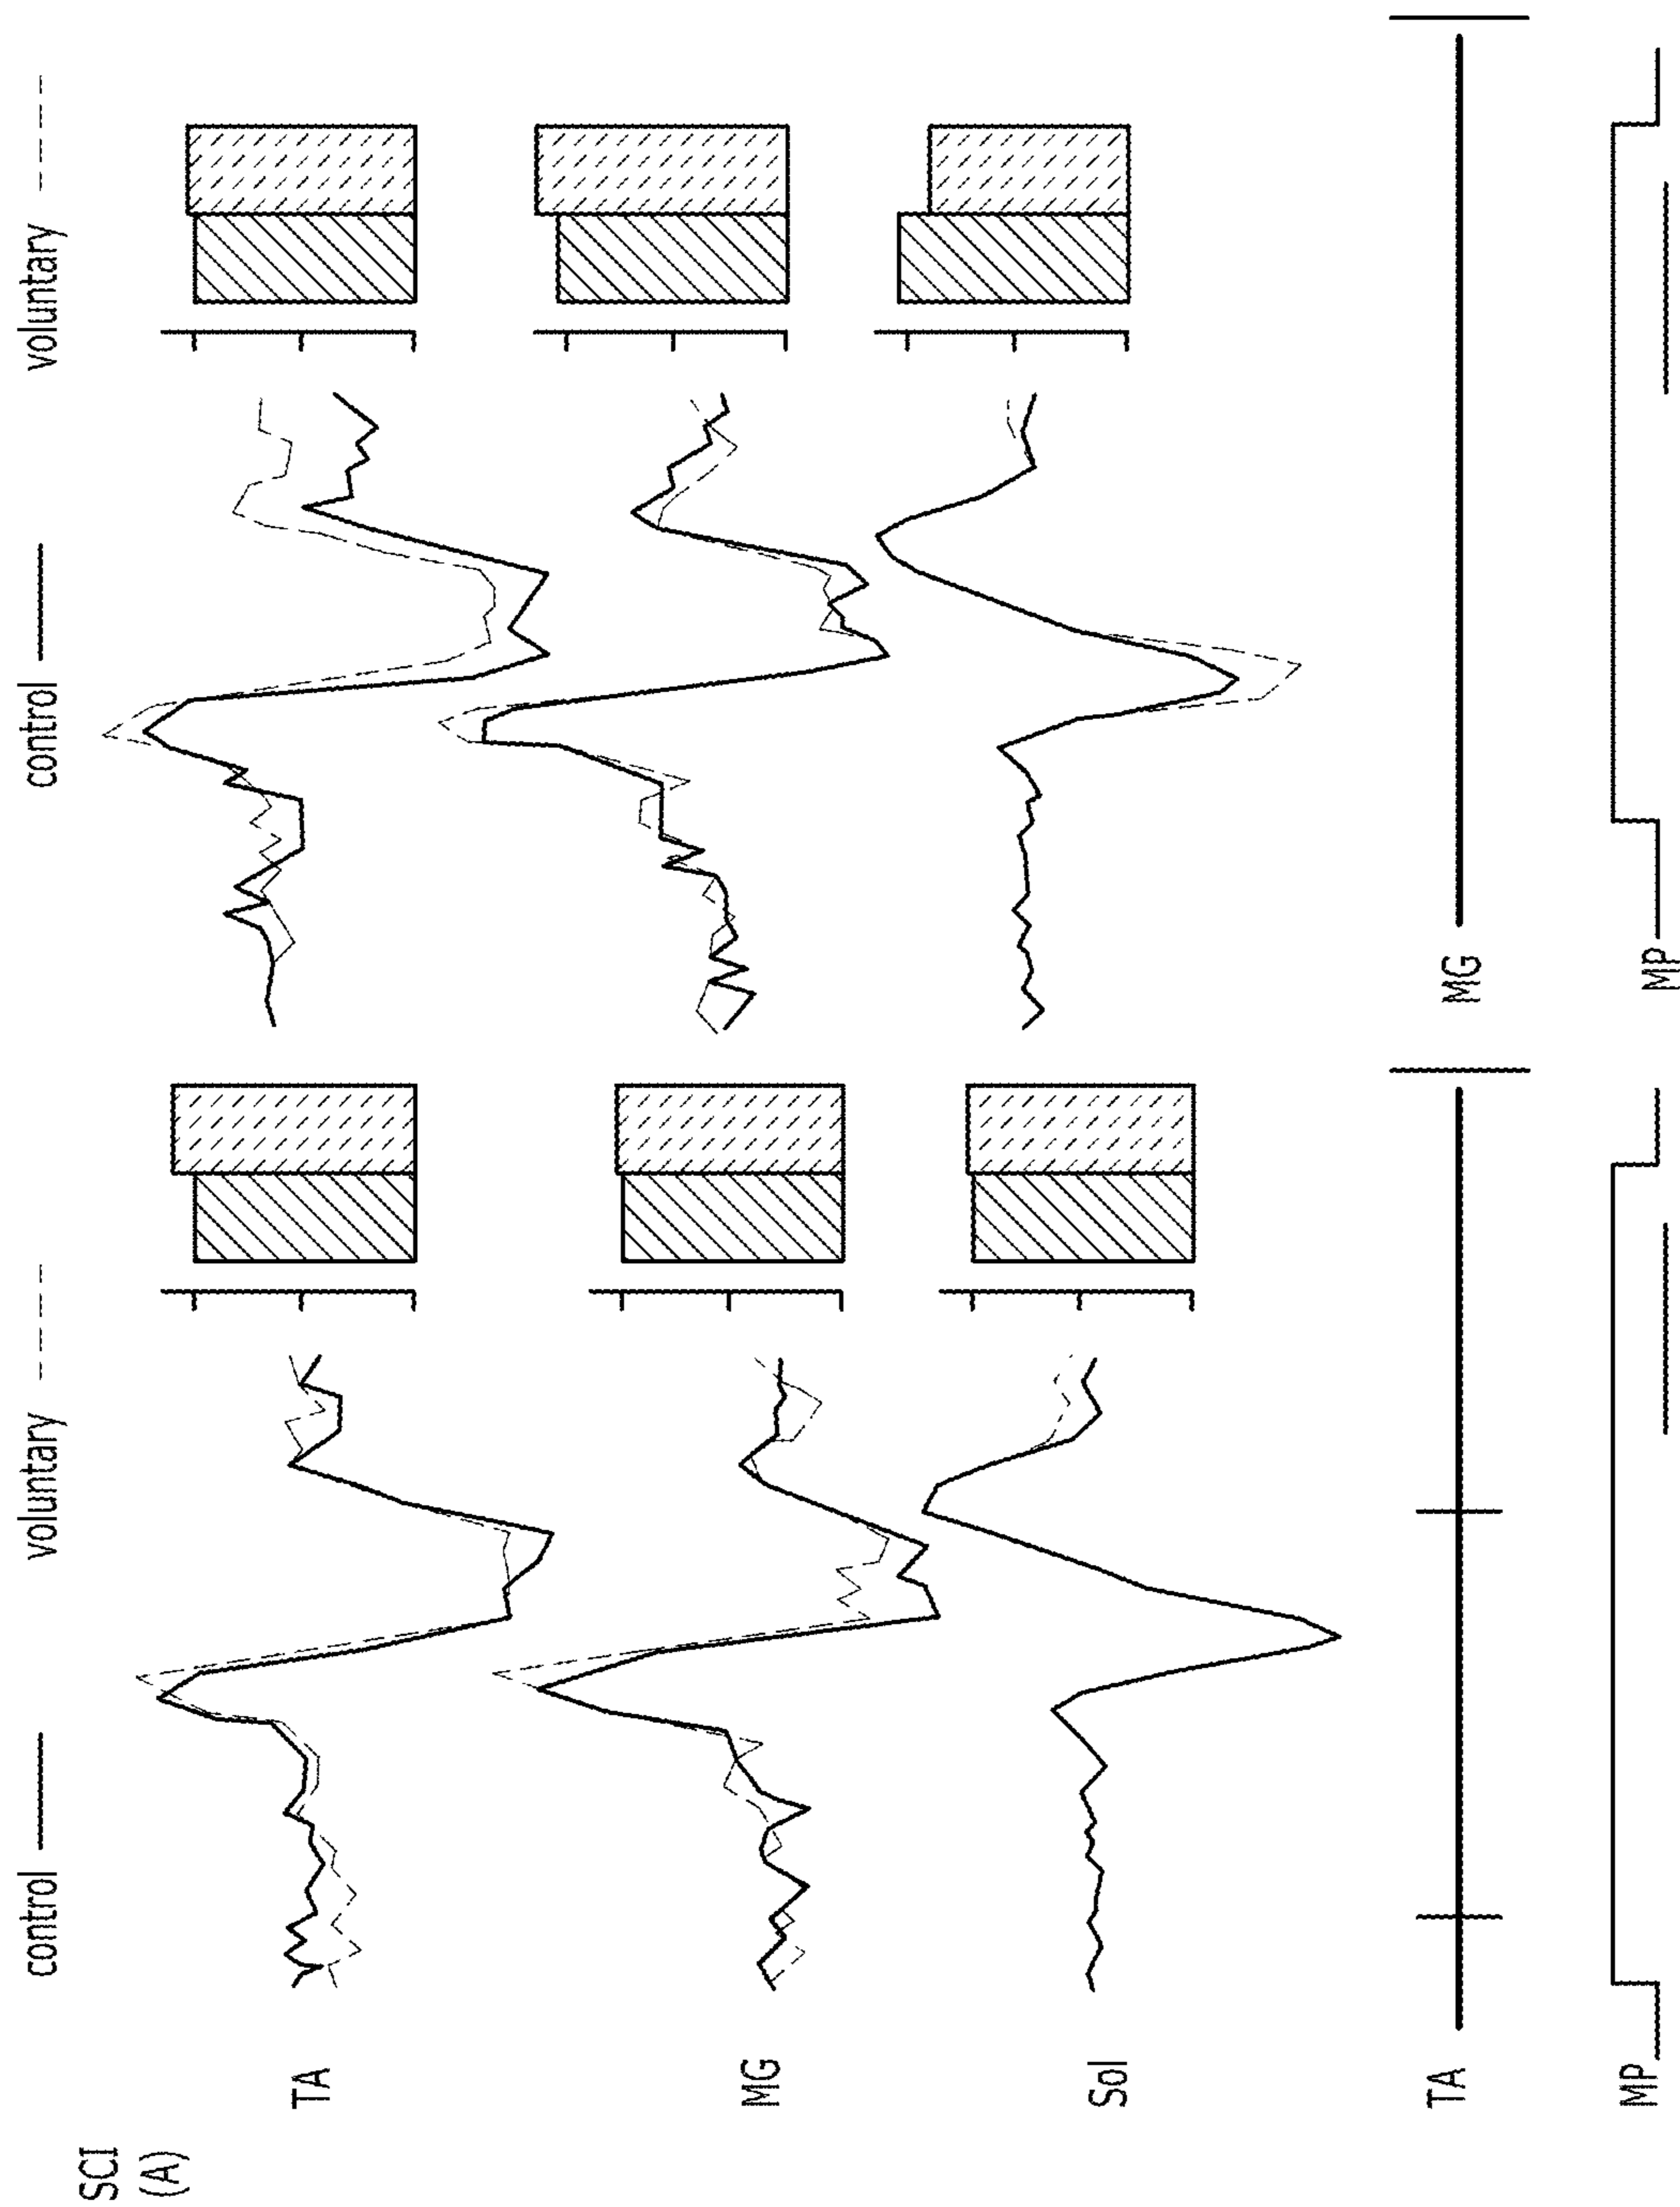 SCI
(A)
control voluntary control voluntary
TA
MG
Sol
TA MG
MP MP